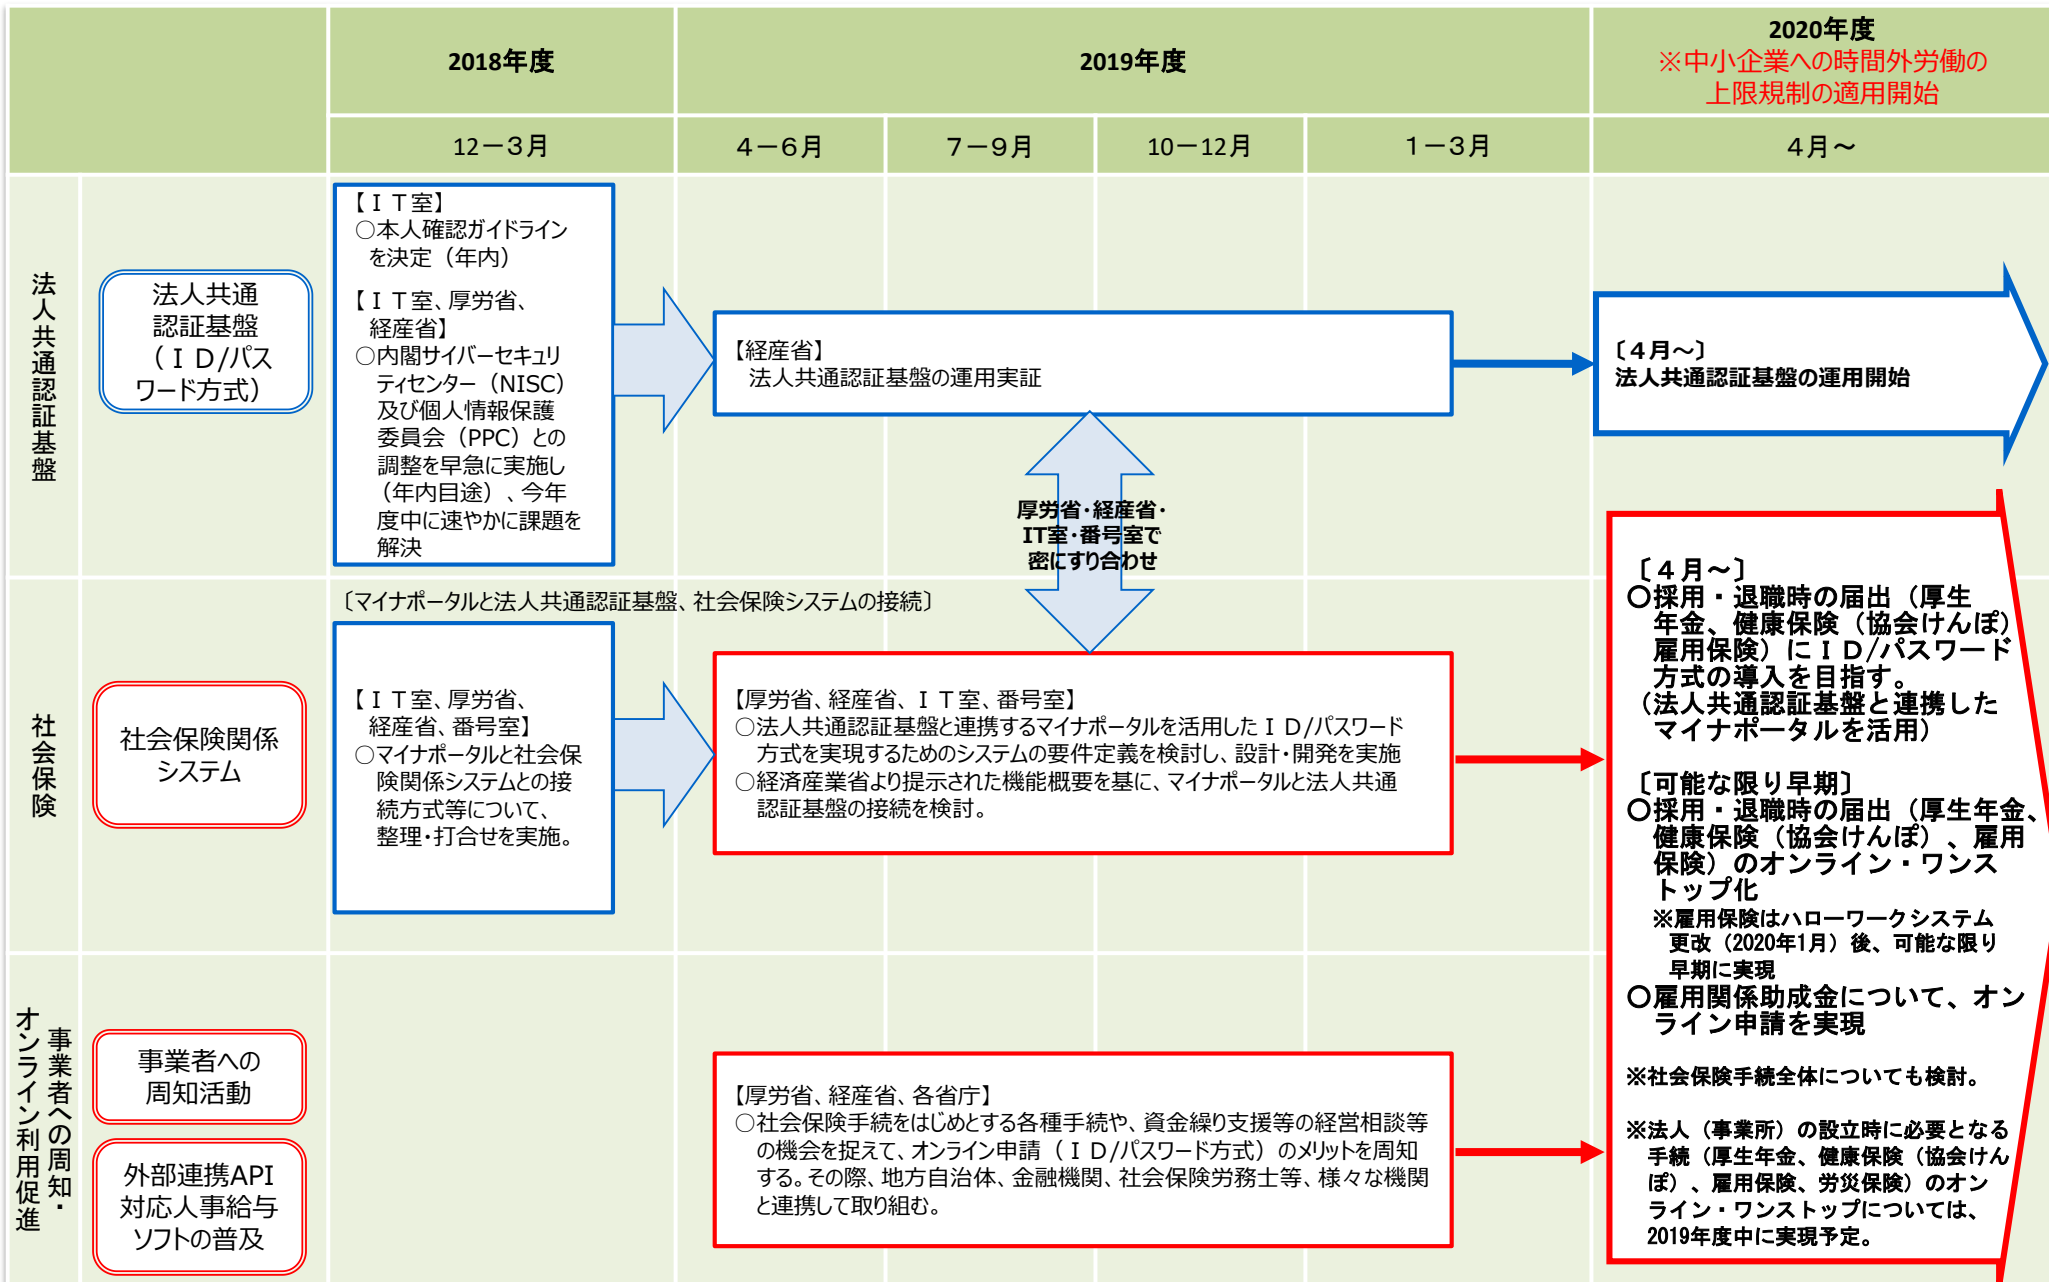 2018年度
2019年度
2020年度
※中小企業への時間外労働の
上限規制の適用開始
12－3月
４－６月
７－９月
10－12月
１－３月
４月～
法人共通認証基盤
法人共通
認証基盤
（ＩＤ/パス
ワード方式）
【ＩＴ室】
○本人確認ガイドライン
を決定（年内）
【ＩＴ室、厚労省、
経産省】
○内閣サイバーセキュリ
ティセンター（NISC）
及び個人情報保護
委員会（PPC）との
調整を早急に実施し
（年内目途）、今年
度中に速やかに課題を
解決
【経産省】
法人共通認証基盤の運用実証
〔４月～〕
法人共通認証基盤の運用開始
厚労省・経産省・
IT室・番号室で
密にすり合わせ
社会保険
社会保険関係
システム
〔マイナポータルと法人共通認証基盤、社会保険システムの接続〕
【ＩＴ室、厚労省、
経産省、番号室】
○マイナポータルと社会保
険関係システムとの接
続方式等について、
整理・打合せを実施。
【厚労省、経産省、ＩＴ室、番号室】
○法人共通認証基盤と連携するマイナポータルを活用したＩＤ/パスワード
方式を実現するためのシステムの要件定義を検討し、設計・開発を実施
○経済産業省より提示された機能概要を基に、マイナポータルと法人共通
認証基盤の接続を検討。
〔４月～〕
○採用・退職時の届出（厚生
年金、健康保険（協会けんぽ）
雇用保険）にＩＤ/パスワード
方式の導入を目指す。
（法人共通認証基盤と連携した
マイナポータルを活用）
〔可能な限り早期〕
○採用・退職時の届出（厚生年金、
健康保険（協会けんぽ）、雇用
保険）のオンライン・ワンス
トップ化
※雇用保険はハローワークシステム
更改（2020年1月）後、可能な限り
早期に実現
○雇用関係助成金について、オン
ライン申請を実現
※社会保険手続全体についても検討。
※法人（事業所）の設立時に必要となる
手続（厚生年金、健康保険（協会けん
ぽ）、雇用保険、労災保険）のオン
ライン・ワンストップについては、
2019年度中に実現予定。
事業者への周知・
オンライン利用促進
事業者への
周知活動
外部連携API
対応人事給与
ソフトの普及
【厚労省、経産省、各省庁】
○社会保険手続をはじめとする各種手続や、資金繰り支援等の経営相談等
の機会を捉えて、オンライン申請（ＩＤ/パスワード方式）のメリットを周知
する。その際、地方自治体、金融機関、社会保険労務士等、様々な機関
と連携して取り組む。